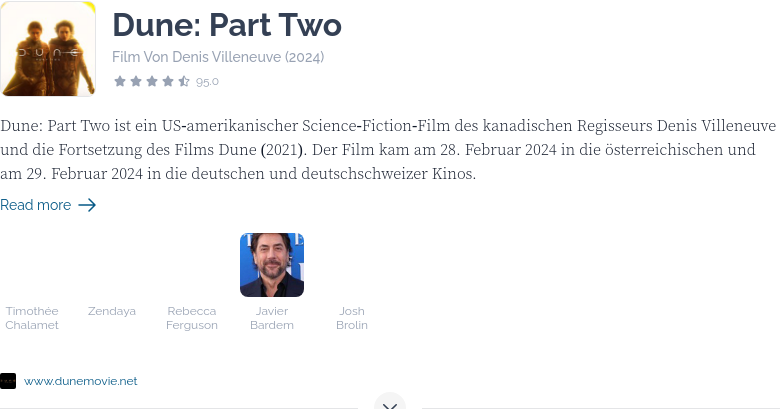 DUNE
Dune: Part Two
Film Von Denis Villeneuve (2024)
95.0
Dune: Part Two ist ein US-amerikanischer Science-Fiction-Film des kanadischen Regisseurs Denis Villeneuve
und die Fortsetzung des Films Dune (2021). Der Film kam am 28. Februar 2024 in die österreichischen und
am 29. Februar 2024 in die deutschen und deutschschweizer Kinos.
Read more
Timothée
Chalamet
Zendaya
Rebecca
Ferguson
Javier
Bardem
Josh
Brolin
www.dunemovie.net